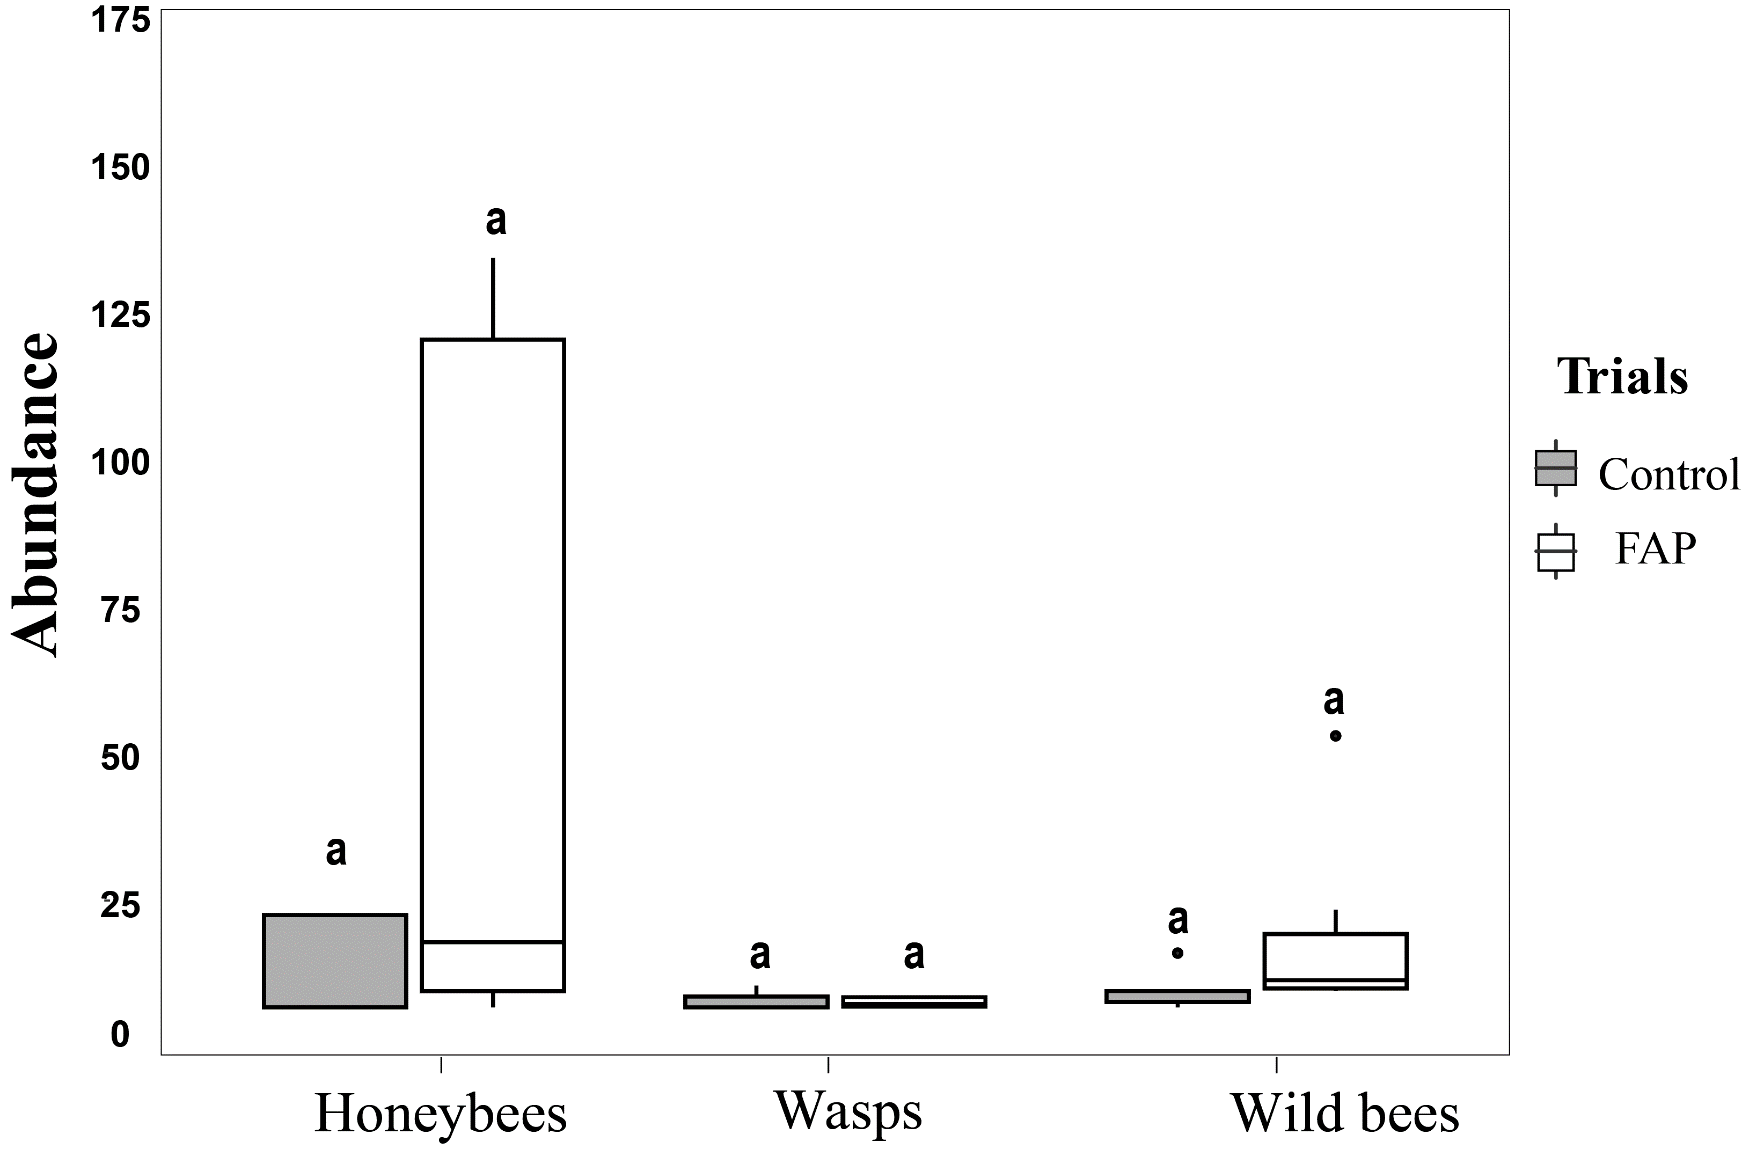 175
150
125
100
75
50
25
0
Abundance
a
a
a
a
a
a
Honeybees
Wasps
Wild bees
Trials
Control
FAP